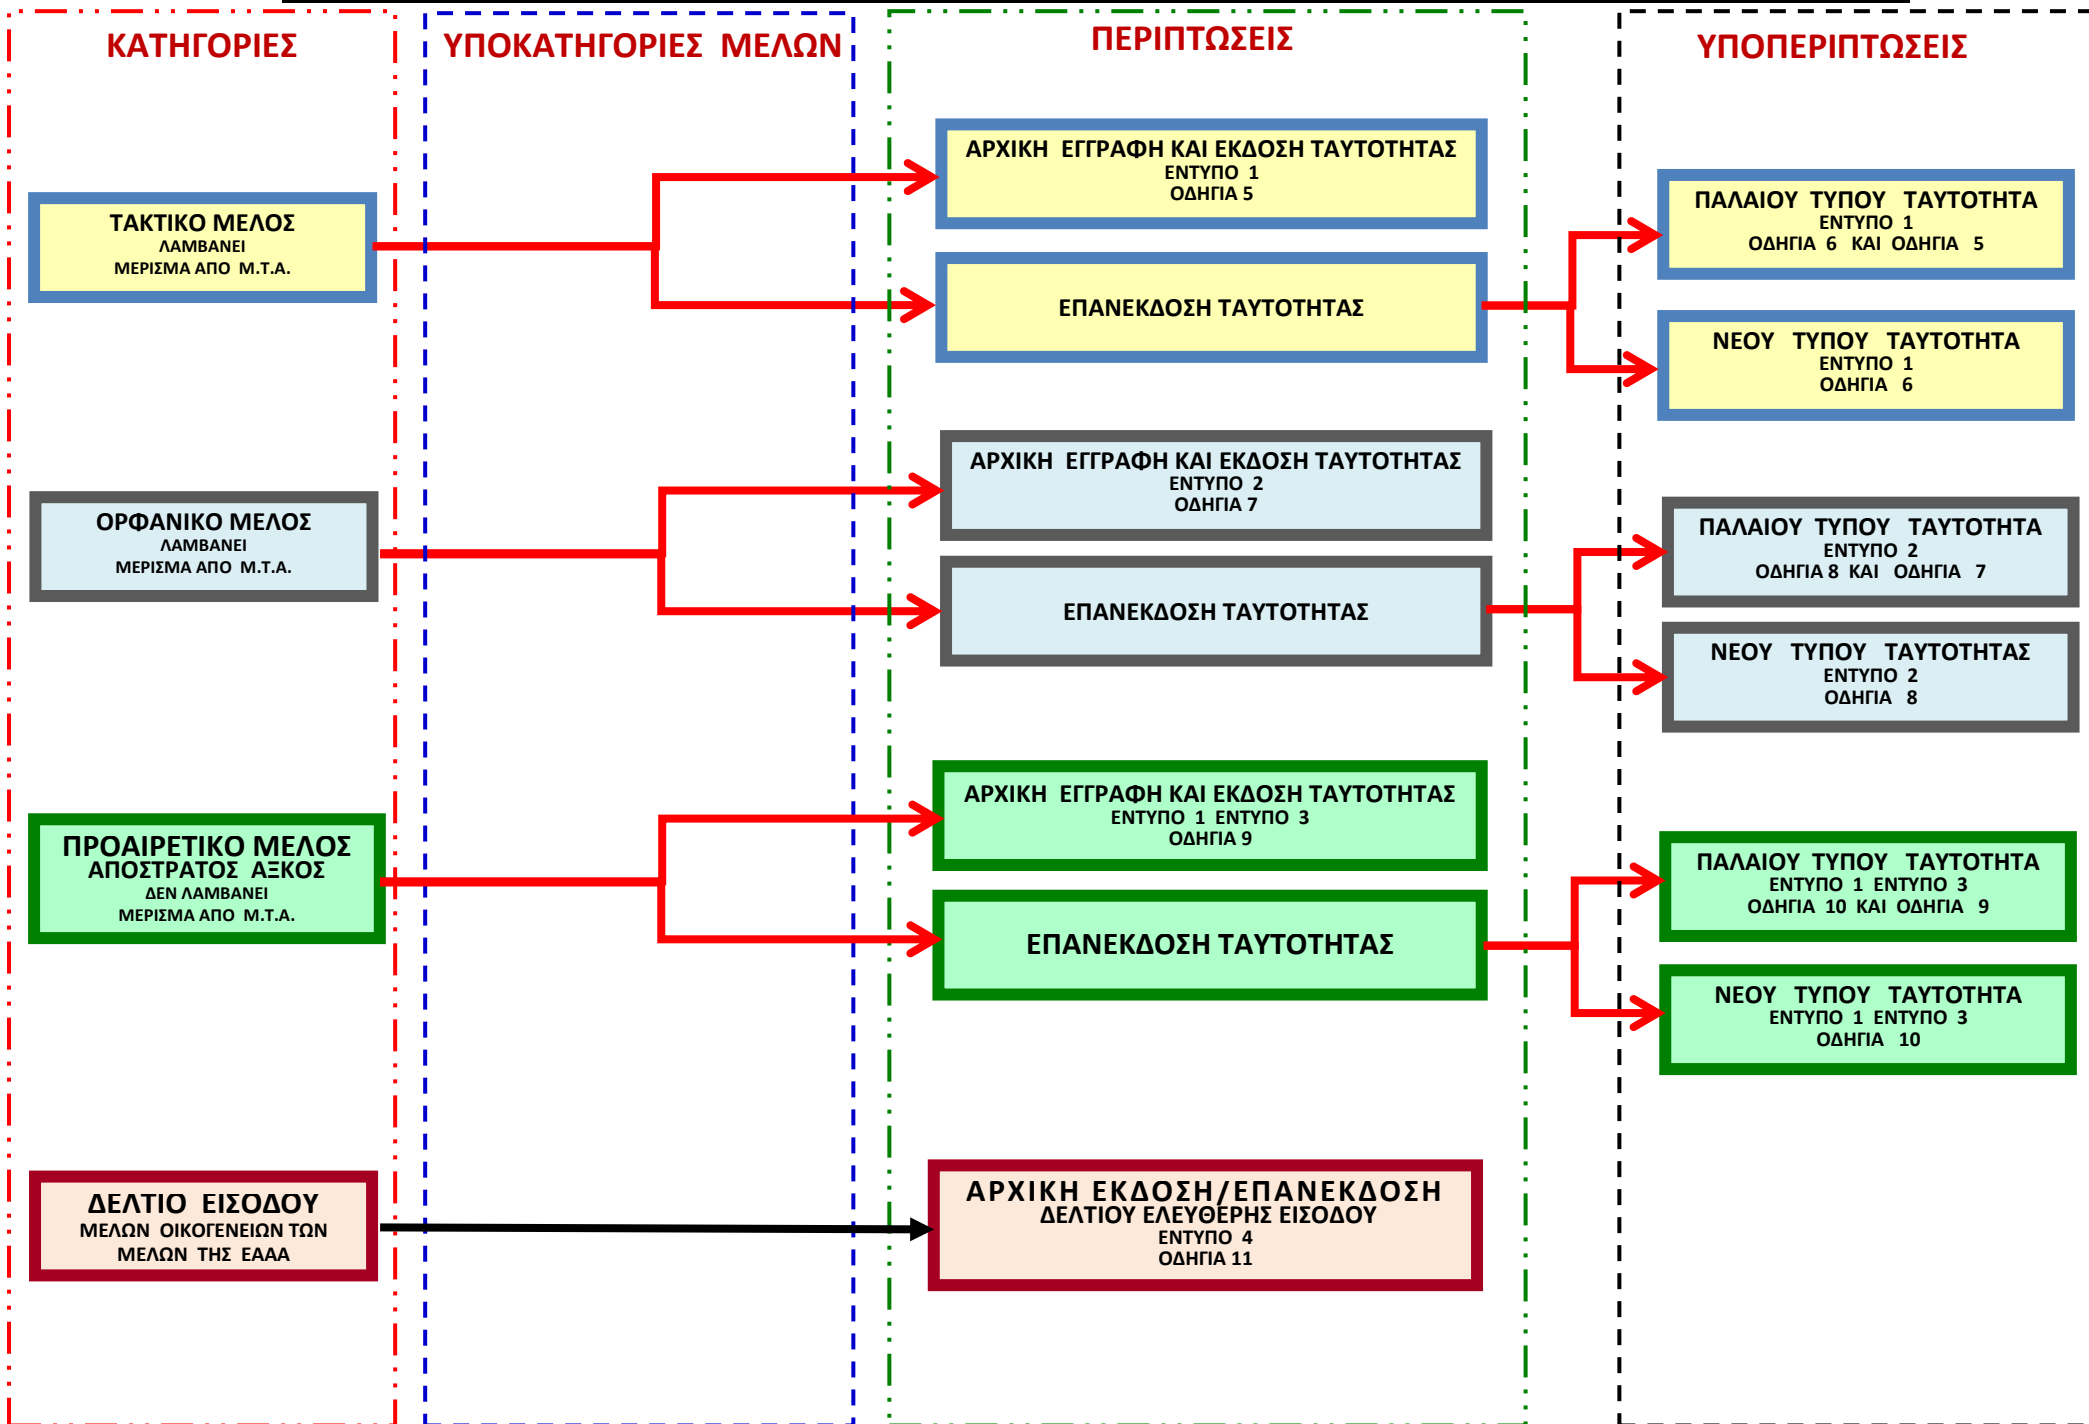 ΚΑΤΗΓΟΡΙΕΣ
ΥΠΟΚΑΤΗΓΟΡΙΕΣ ΜΕΛΩΝ
ΠΕΡΙΠΤΩΣΕΙΣ
ΥΠΟΠΕΡΙΠΤΩΣΕΙΣ
ΤΑΚΤΙΚΟ ΜΕΛΟΣ
ΛΑΜΒΑΝΕΙ
ΜΕΡΙΣΜΑ ΑΠΟ Μ.Τ.Α.
ΑΡΧΙΚΗ ΕΓΓΡΑΦΗ ΚΑΙ ΕΚΔΟΣΗ ΤΑΥΤΟΤΗΤΑΣ
ΕΝΤΥΠΟ 1
ΟΔΗΓΙΑ 5
ΕΠΑΝΕΚΔΟΣΗ ΤΑΥΤΟΤΗΤΑΣ
ΠΑΛΑΙΟΥ ΤΥΠΟΥ ΤΑΥΤΟΤΗΤΑ
ΕΝΤΥΠΟ 1
ΟΔΗΓΙΑ 6 ΚΑΙ ΟΔΗΓΙΑ 5
ΝΕΟΥ ΤΥΠΟΥ ΤΑΥΤΟΤΗΤΑ
ΕΝΤΥΠΟ 1
ΟΔΗΓΙΑ 6
ΟΡΦΑΝΙΚΟ ΜΕΛΟΣ
ΛΑΜΒΑΝΕΙ
ΜΕΡΙΣΜΑ ΑΠΟ Μ.Τ.Α.
ΑΡΧΙΚΗ ΕΓΓΡΑΦΗ ΚΑΙ ΕΚΔΟΣΗ ΤΑΥΤΟΤΗΤΑΣ
ΕΝΤΥΠΟ 2
ΟΔΗΓΙΑ 7
ΕΠΑΝΕΚΔΟΣΗ ΤΑΥΤΟΤΗΤΑΣ
ΠΑΛΑΙΟΥ ΤΥΠΟΥ ΤΑΥΤΟΤΗΤΑ
ΕΝΤΥΠΟ 2
ΟΔΗΓΙΑ 8 ΚΑΙ ΟΔΗΓΙΑ 7
ΝΕΟΥ ΤΥΠΟΥ ΤΑΥΤΟΤΗΤΑΣ
ΕΝΤΥΠΟ 2
ΟΔΗΓΙΑ 8
ΠΡΟΑΙΡΕΤΙΚΟ ΜΕΛΟΣ
ΑΠΟΣΤΡΑΤΟΣ ΑΞΚΟΣ
ΔΕΝ ΛΑΜΒΑΝΕΙ
ΜΕΡΙΣΜΑ ΑΠΟ Μ.Τ.Α.
ΑΡΧΙΚΗ ΕΓΓΡΑΦΗ ΚΑΙ ΕΚΔΟΣΗ ΤΑΥΤΟΤΗΤΑΣ
ΕΝΤΥΠΟ 1 ΕΝΤΥΠΟ 3
ΟΔΗΓΙΑ 9
ΕΠΑΝΕΚΔΟΣΗ ΤΑΥΤΟΤΗΤΑΣ
ΠΑΛΑΙΟΥ ΤΥΠΟΥ ΤΑΥΤΟΤΗΤΑ
ΕΝΤΥΠΟ 1 ΕΝΤΥΠΟ 3
ΟΔΗΓΙΑ 10 ΚΑΙ ΟΔΗΓΙΑ 9
ΝΕΟΥ ΤΥΠΟΥ ΤΑΥΤΟΤΗΤΑ
ΕΝΤΥΠΟ 1 ΕΝΤΥΠΟ 3
ΟΔΗΓΙΑ 10
ΔΕΛΤΙΟ ΕΙΣΟΔΟΥ
ΜΕΛΩΝ ΟΙΚΟΓΕΝΕΙΩΝ ΤΩΝ
ΜΕΛΩΝ ΤΗΣ ΕΑΑΑ
ΑΡΧΙΚΗ ΕΚΔΟΣΗ/ΕΠΑΝΕΚΔΟΣΗ
ΔΕΛΤΙΟΥ ΕΛΕΥΘΕΡΗΣ ΕΙΣΟΔΟΥ
ΕΝΤΥΠΟ 4
ΟΔΗΓΙΑ 11